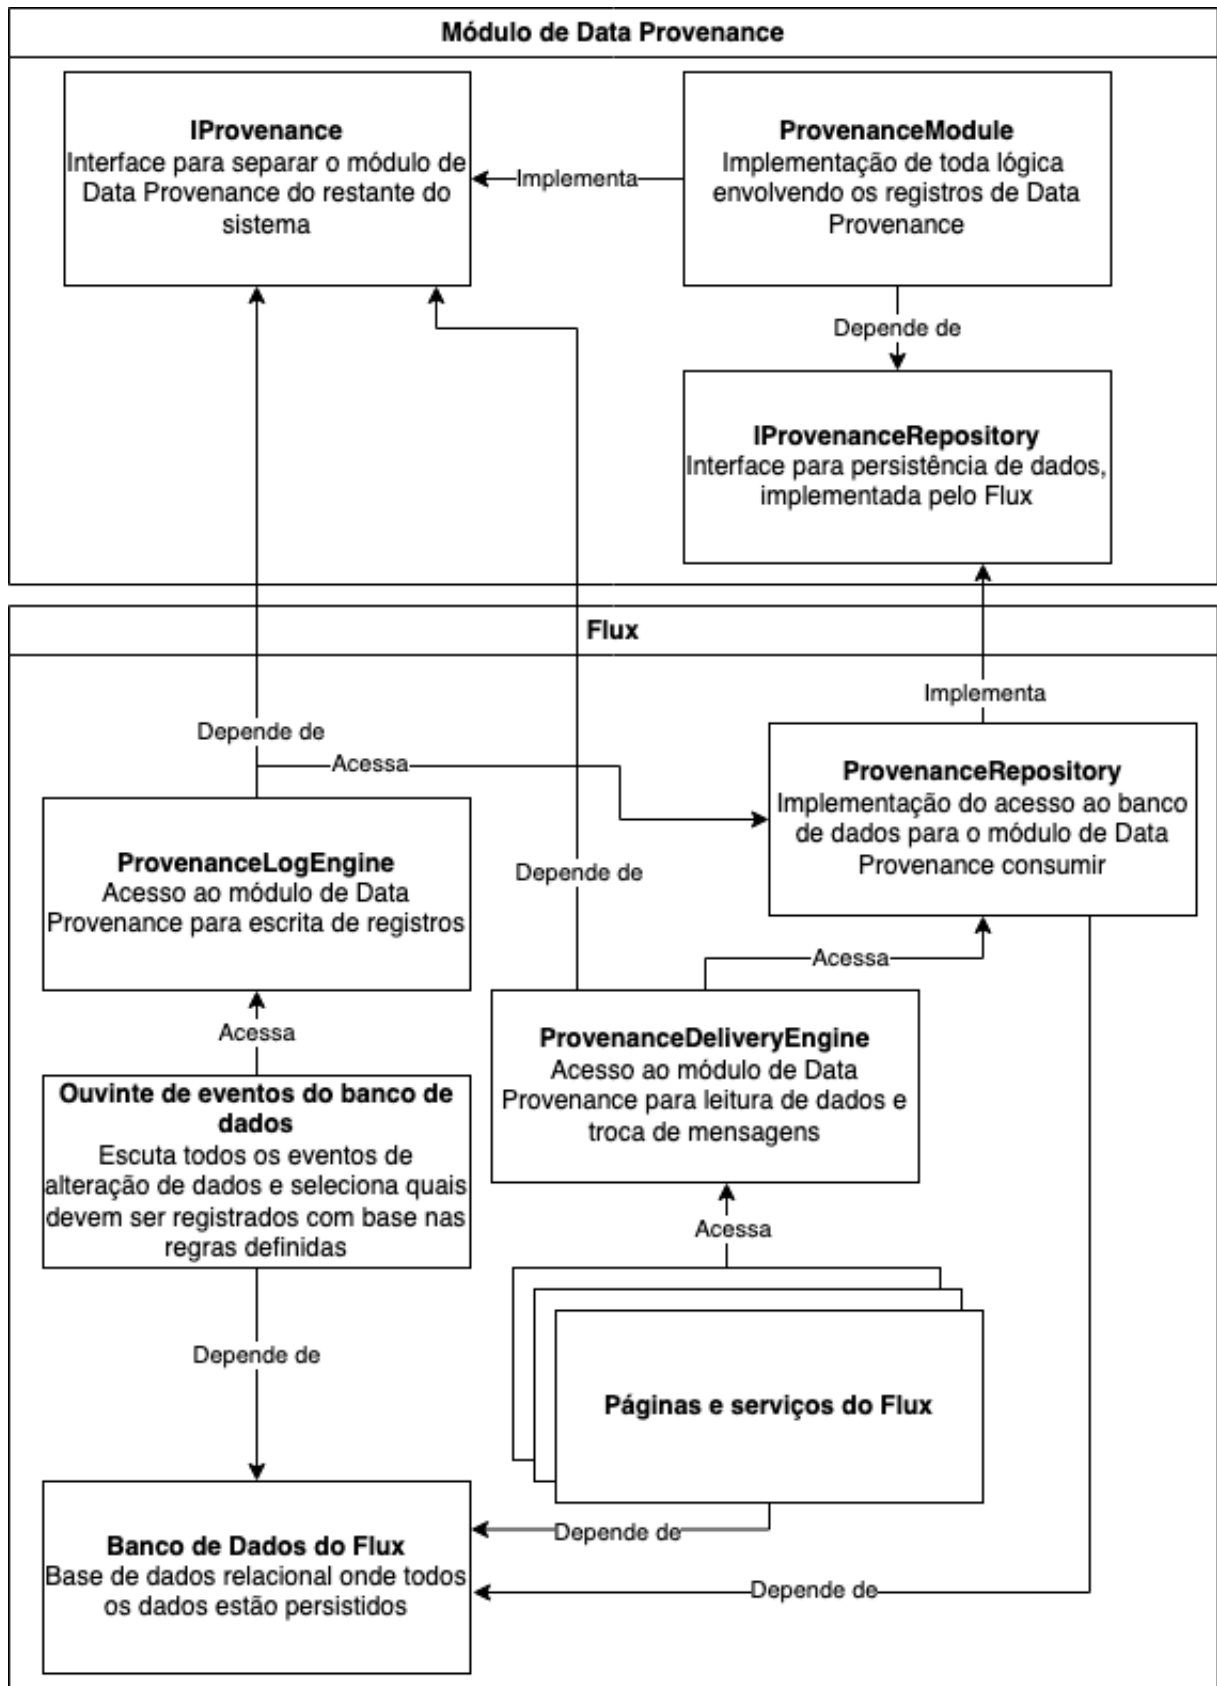 Módulo de Data Provenance
IProvenance
Interface para separar o módulo de
Data Provenance do restante do
sistema
Implementa
ProvenanceModule
Implementação de toda lógica
envolvendo os registros de Data
Provenance
Depende de
IProvenanceRepository
Interface para persistência de dados,
implementada pelo Flux
Flux
Implementa
Depende de
Acessa
ProvenanceRepository
Implementação do acesso ao banco
de dados para o módulo de Data
Provenance consumir
ProvenanceLogEngine
Acesso ao módulo de Data
Provenance para escrita de registros
Depende de
Acessa
Acessa
ProvenanceDeliveryEngine
Acesso ao módulo de Data
Provenance para leitura de dados e
troca de mensagens
Ouvinte de eventos do banco de
dados
Escuta todos os eventos de
alteração de dados e seleciona quais
devem ser registrados com base nas
regras definidas
Acessa
Depende de
Páginas e serviços do Flux
Depende de
Banco de Dados do Flux
Base de dados relacional onde todos
os dados estão persistidos
Depende de